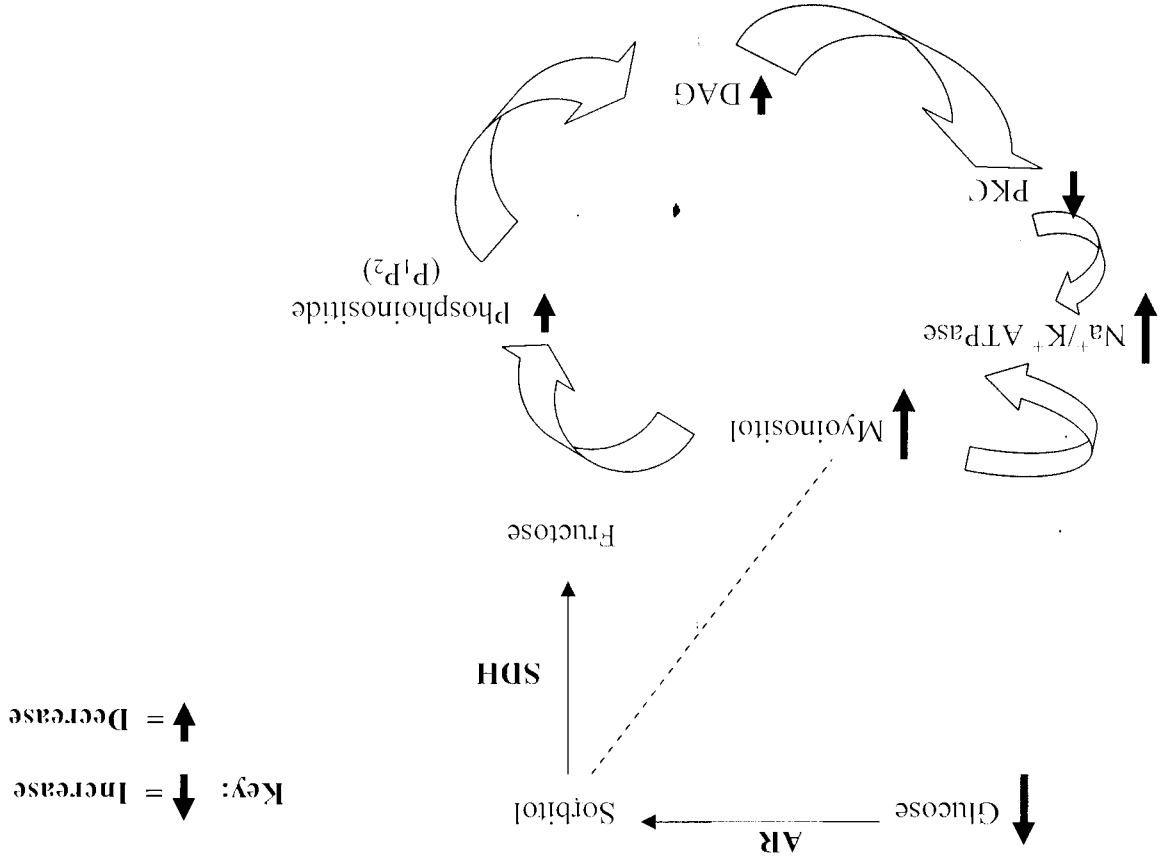 AR
Glucose
Sorbitol
Key:
= Increase
= Decrease
SDH
Fructose
Myoinositol
Na⁺/K⁺ ATPase
Phosphoinositide
(P₁P₂)
PKC
DAG